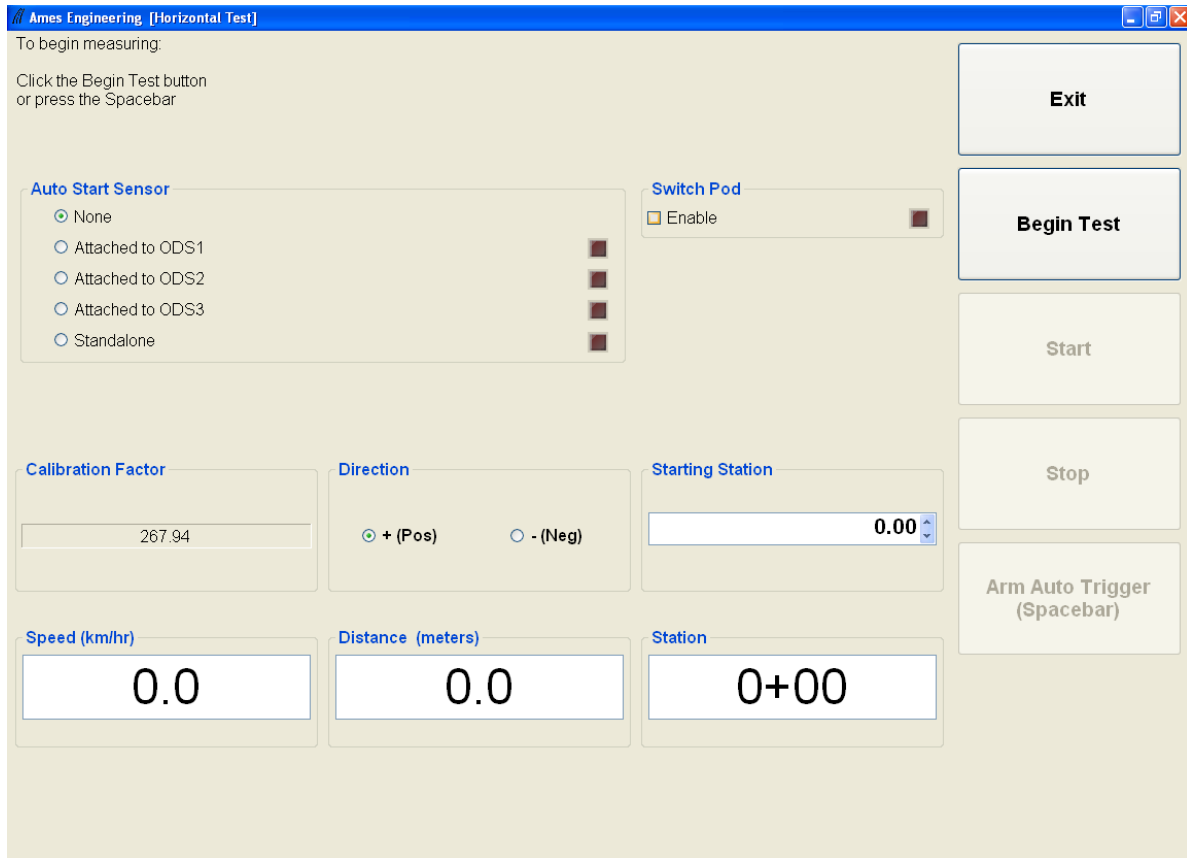 Ames Engineering [Horizontal Test]
To begin measuring:
Click the Begin Test button
or press the Spacebar
Exit
Auto Start Sensor
None
Attached to ODS1
Attached to ODS2
Attached to ODS3
Standalone
Switch Pod
Enable
Begin Test
Start
Calibration Factor
267.94
Direction
+ (Pos)
- (Neg)
Starting Station
0.00
Stop
Arm Auto Trigger
(Spacebar)
Speed (km/hr)
0.0
Distance (meters)
0.0
Station
0+00